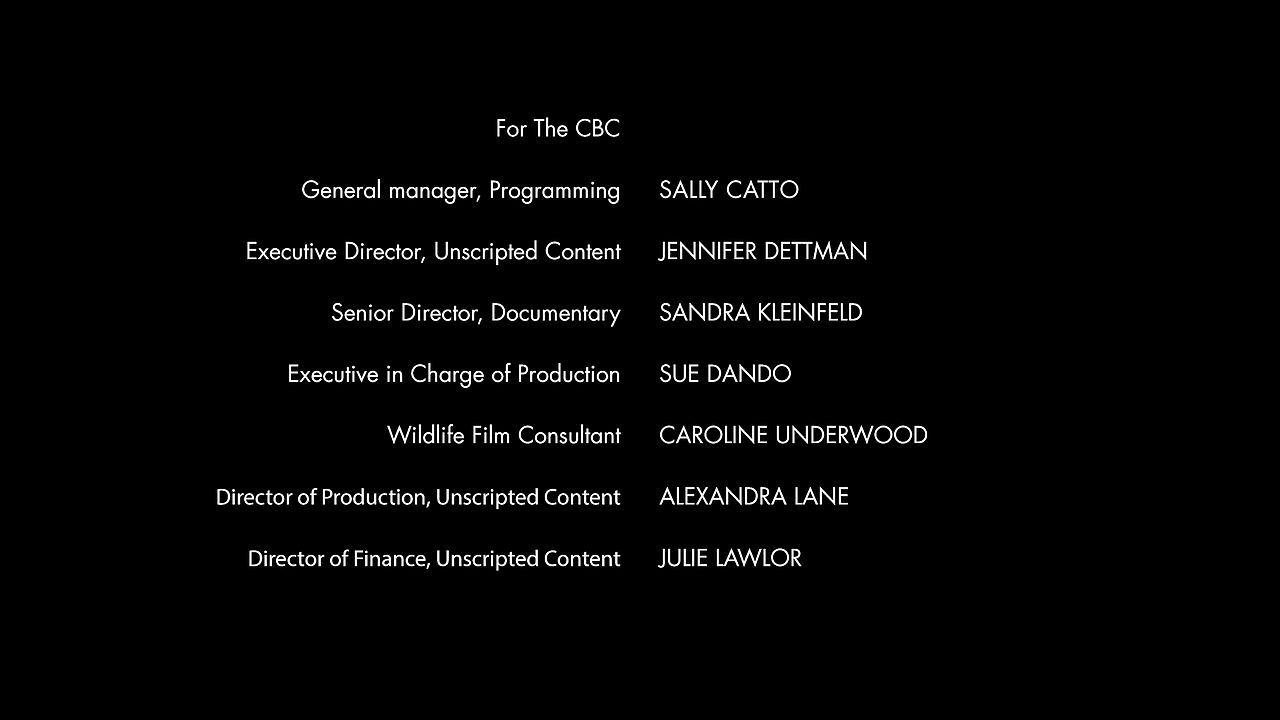 For The CBC
General manager, Programming SALLY CATTO
Executive Director, Unscripted Content JENNIFER DETTMAN
Senior Director, Documentary SANDRA KLEINFELD
Executive in Charge of Production SUE DANDO
Wildlife Film Consultant CAROLINE UNDERWOOD
Director of Production, Unscripted Content ALEXANDRA LANE
Director of Finance, Unscripted Content JULIE LAWLOR